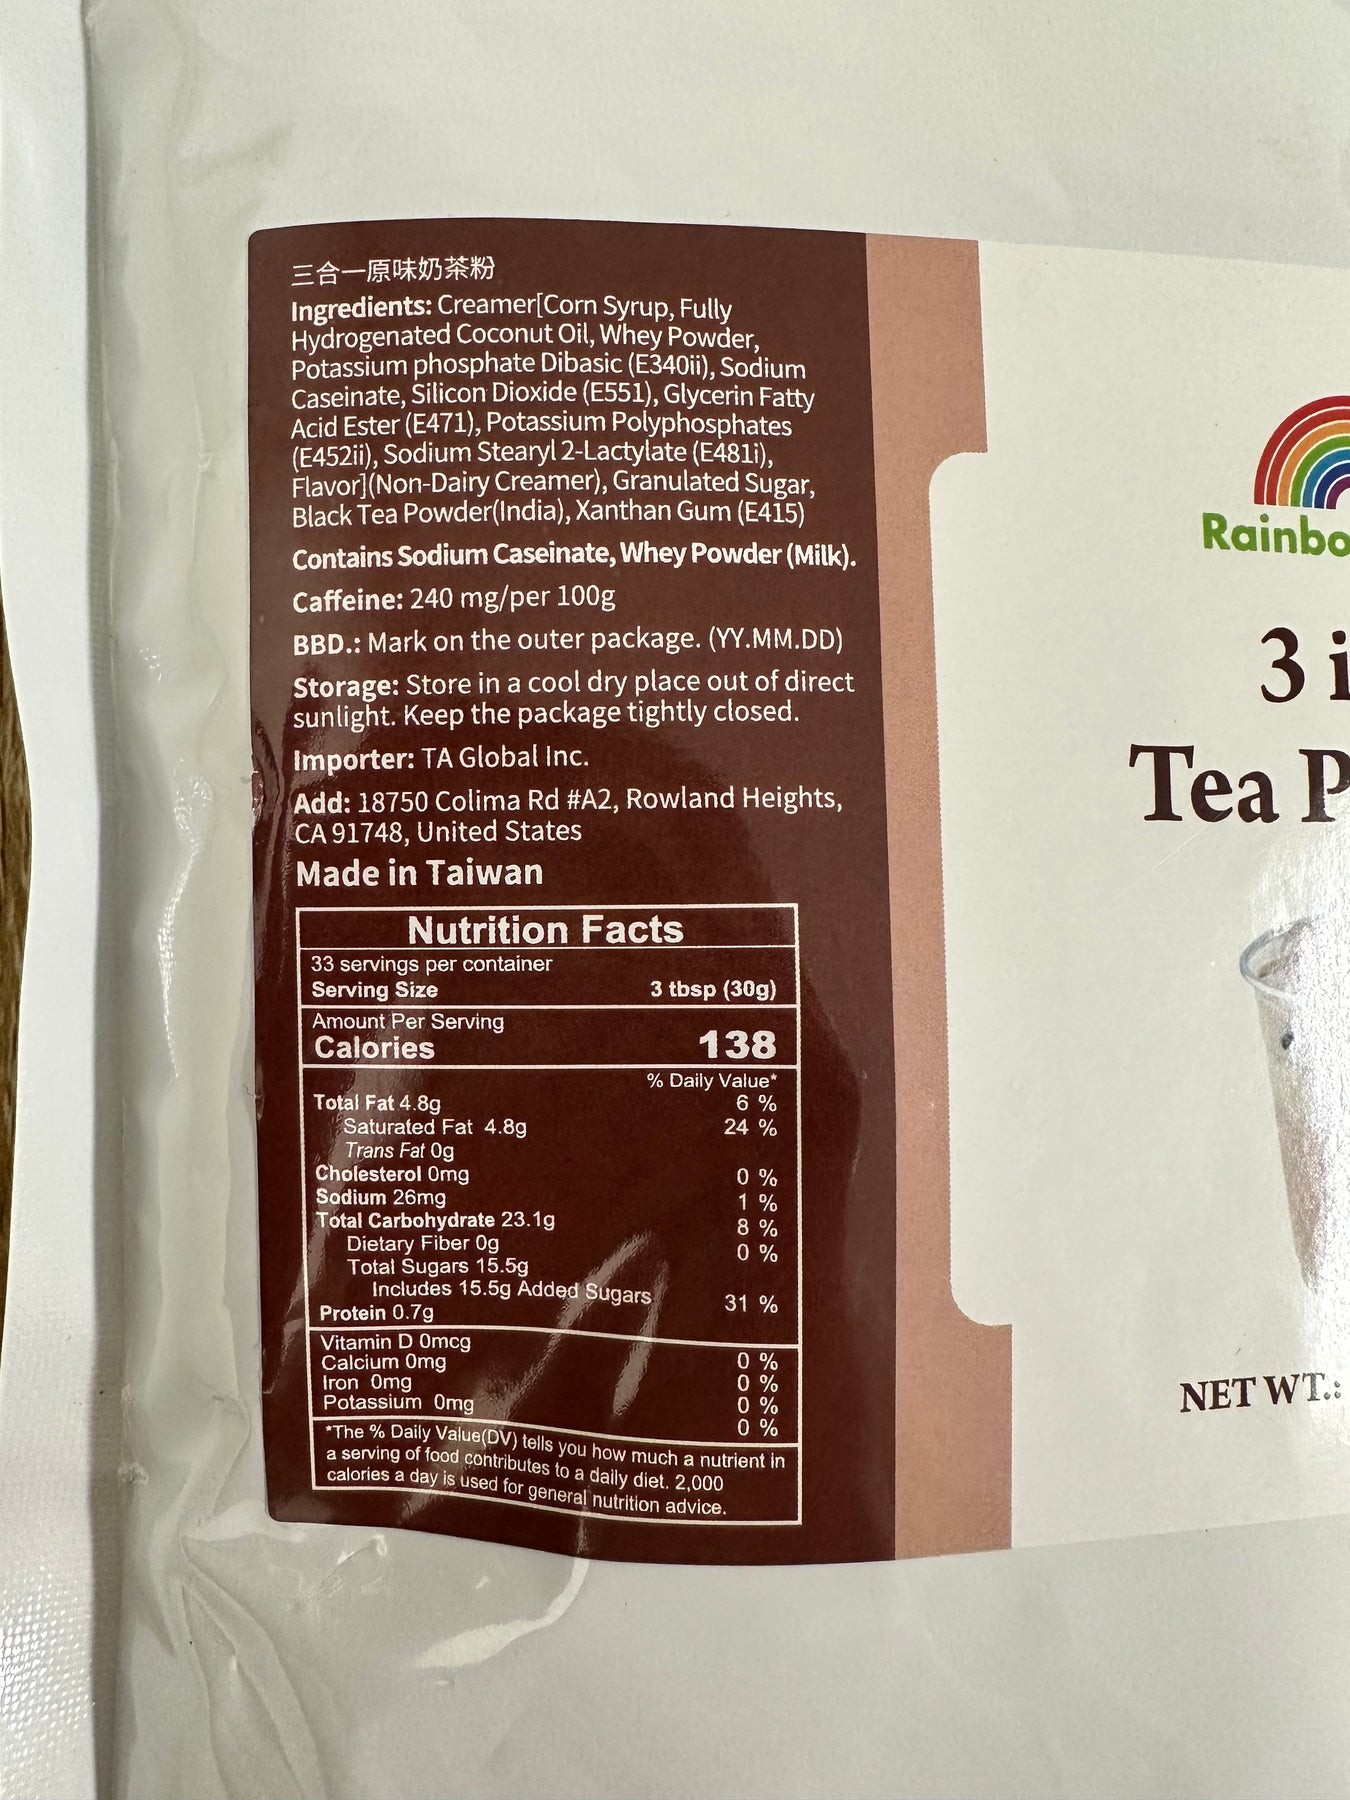 三合一原味奶茶粉
Ingredients: Creamer[Corn Syrup, Fully
Hydrogenated Coconut Oil, Whey Powder,
Potassium phosphate Dibasic (E340ii), Sodium
Caseinate, Silicon Dioxide (E551), Glycerin Fatty
Acid Ester (E471), Potassium Polyphosphates
(E452ii), Sodium Stearyl 2-Lactylate (E481i),
Flavor](Non-Dairy Creamer), Granulated Sugar,
Black Tea Powder(India), Xanthan Gum (E415)
Contains Sodium Caseinate, Whey Powder (Milk).
Caffeine: 240 mg/per 100g
BBD.: Mark on the outer package. (YY.MM.DD)
Storage: Store in a cool dry place out of direct
sunlight. Keep the package tightly closed.
Importer: TA Global Inc.
Add: 18750 Colima Rd #A2, Rowland Heights,
CA 91748, United States
Made in Taiwan
Nutrition Facts
33 servings per container
Serving Size 3 tbsp (30g)
Amount Per Serving
Calories 138
% Daily Value*
Total Fat 4.8g 6 %
Saturated Fat 4.8g 24 %
Trans Fat 0g
Cholesterol 0mg 0 %
Sodium 26mg 1 %
Total Carbohydrate 23.1g 8 %
Dietary Fiber 0g 0 %
Total Sugars 15.5g
Includes 15.5g Added Sugars 31 %
Protein 0.7g
Vitamin D 0mcg 0 %
Calcium 0mg 0 %
Iron 0mg 0 %
Potassium 0mg 0 %
*The % Daily Value(DV) tells you how much a nutrient in
a serving of food contributes to a daily diet. 2,000
calories a day is used for general nutrition advice.
Rainbo
3 i
Tea P
NET WT.: